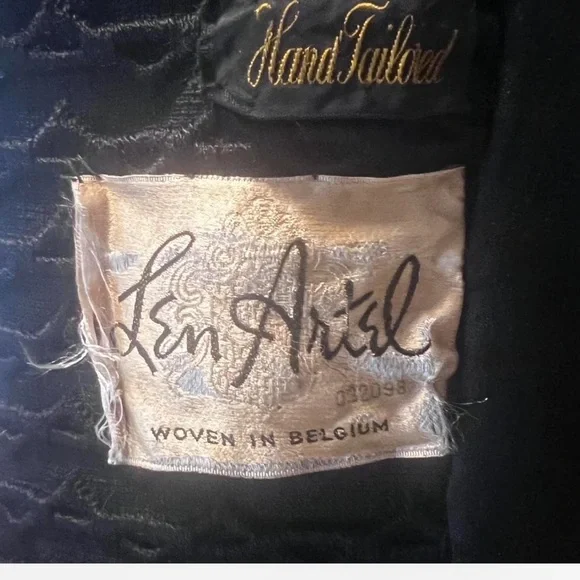 Hand Tailored
Len Artel
032098
WOVEN IN BELGIUM